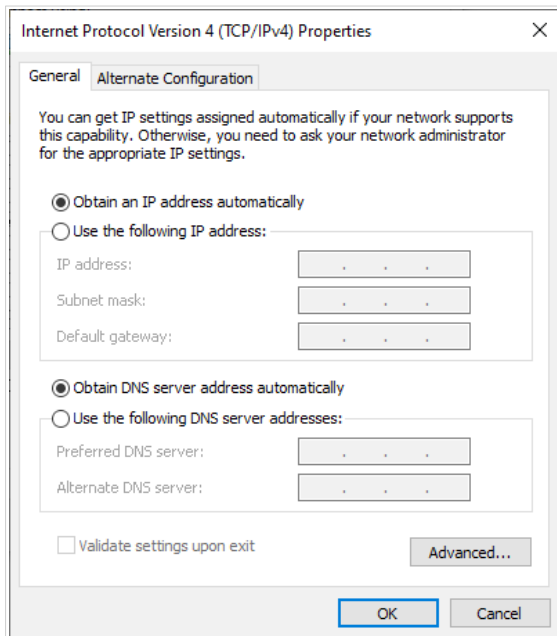 Internet Protocol Version 4 (TCP/IPv4) Properties
General
Alternate Configuration
You can get IP settings assigned automatically if your network supports
this capability. Otherwise, you need to ask your network administrator
for the appropriate IP settings.
Obtain an IP address automatically
Use the following IP address:
IP address:
. . .
Subnet mask:
. . .
Default gateway:
. . .
Obtain DNS server address automatically
Use the following DNS server addresses:
Preferred DNS server:
. . .
Alternate DNS server:
. . .
Validate settings upon exit
Advanced...
OK
Cancel